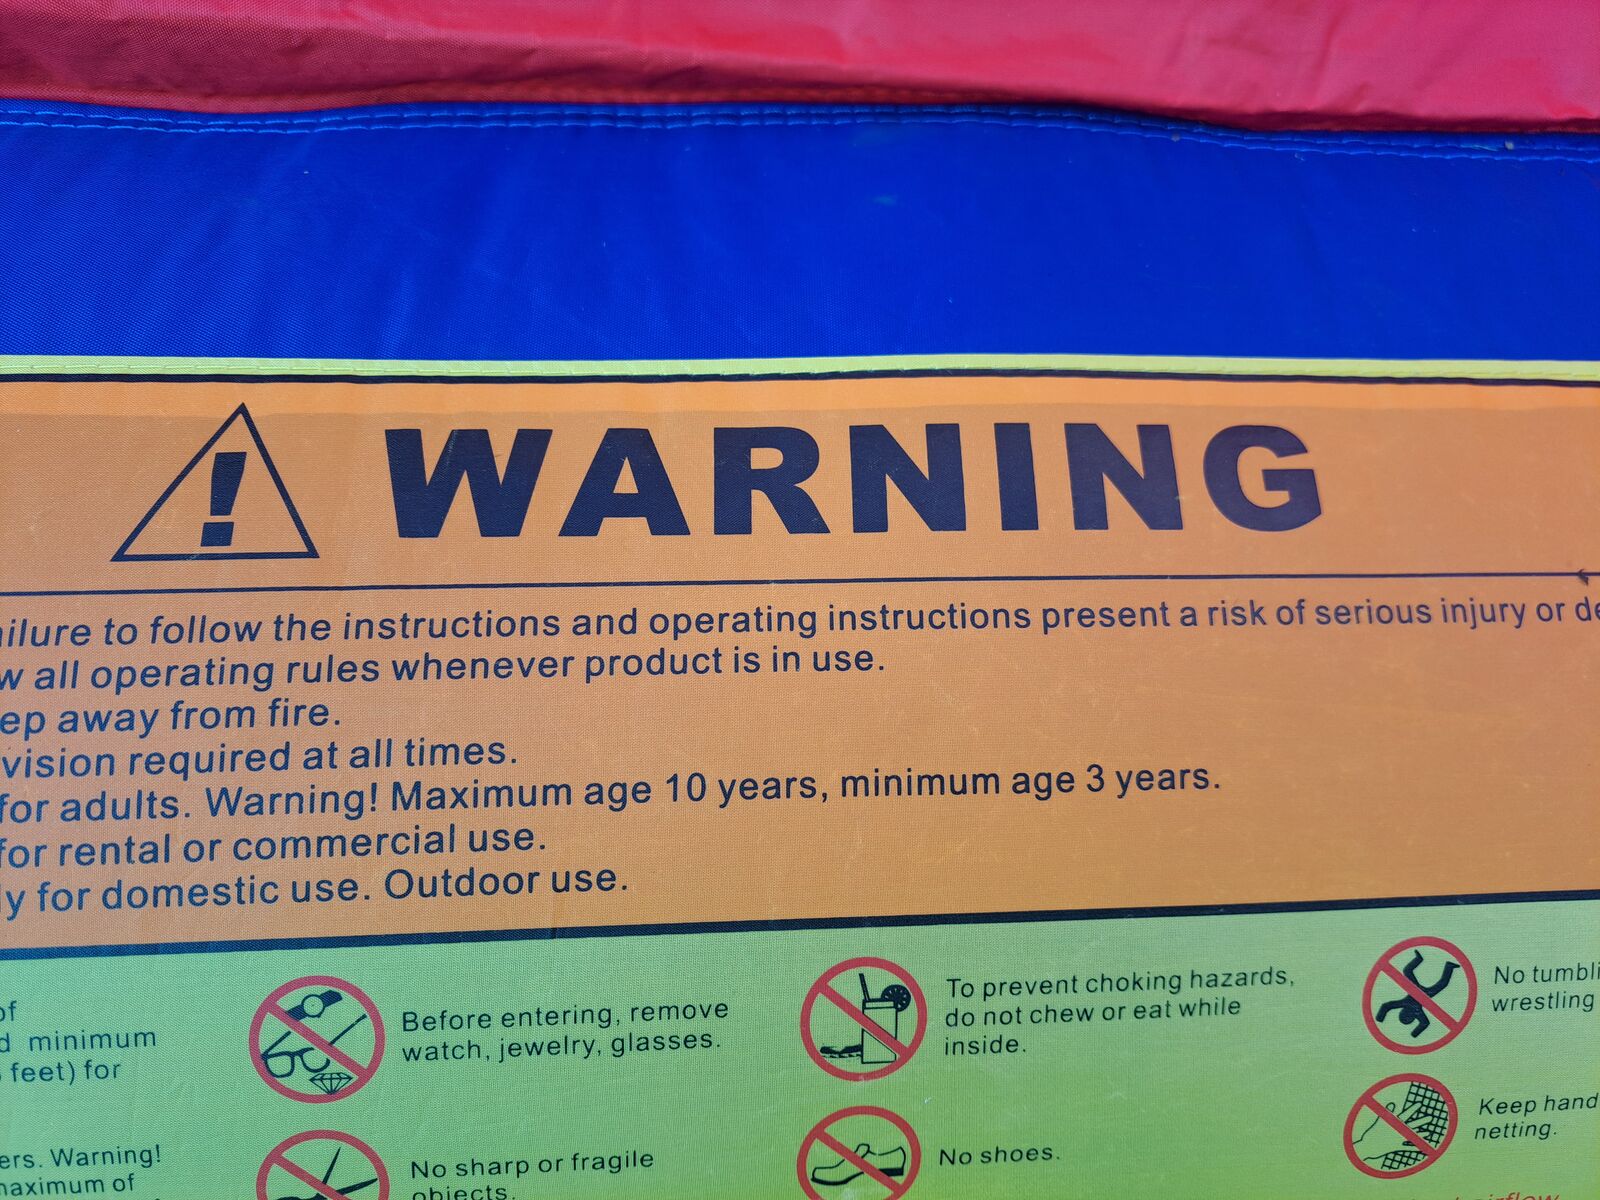 WARNING
ailure to follow the instructions and operating instructions present a risk of serious injury or de
w all operating rules whenever product is in use.
ep away from fire.
vision required at all times.
for adults. Warning! Maximum age 10 years, minimum age 3 years.
for rental or commercial use.
ly for domestic use. Outdoor use.
of
d minimum
feet) for
Before entering, remove
watch, jewelry, glasses.
To prevent choking hazards,
do not chew or eat while
inside.
No tumbli
wrestling
ers. Warning!
maximum of
No sharp or fragile
objects.
No shoes.
Keep hand
netting.
airflow